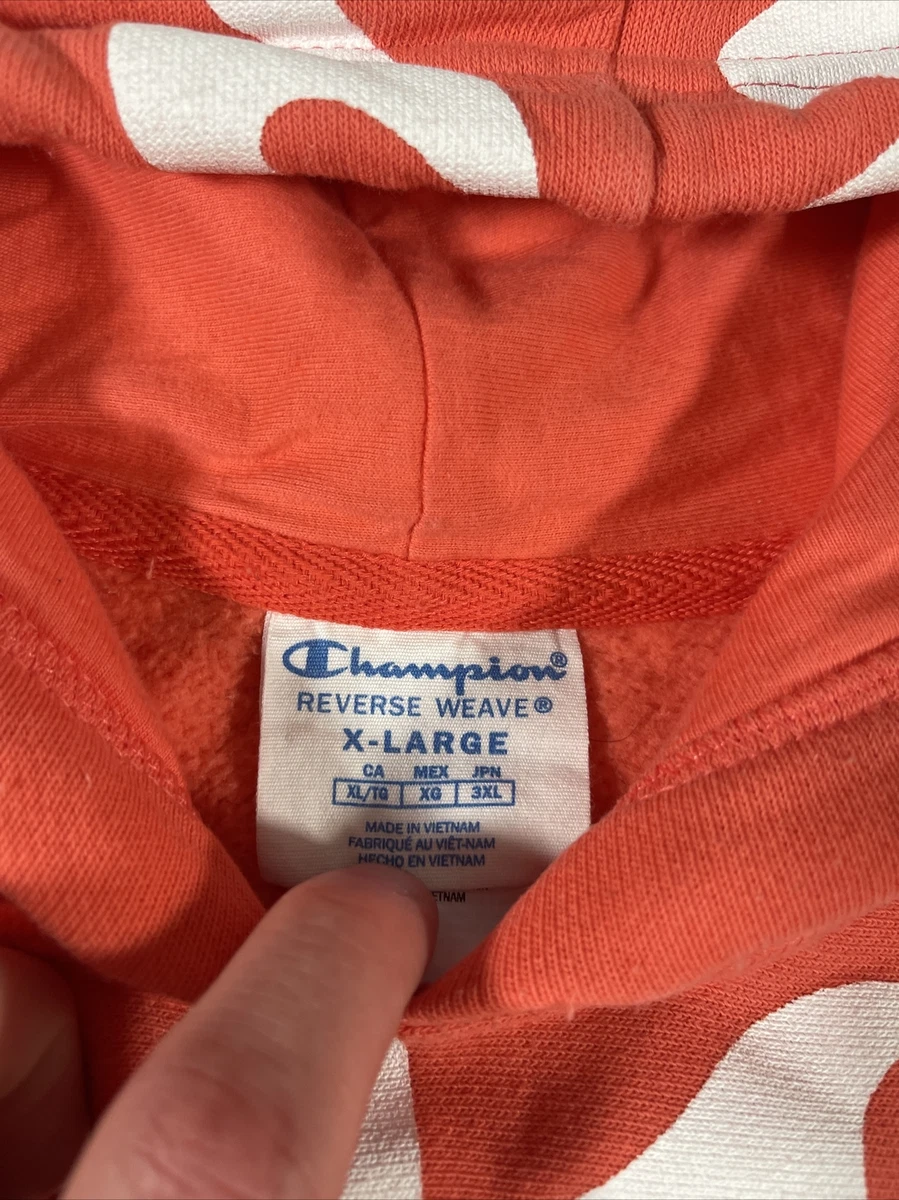 Champion®
REVERSE WEAVE®
X-LARGE
CA MEX JPN
XL/TG XG 3XL
MADE IN VIETNAM
FABRIQUÉ AU VIÊT-NAM
HECHO EN VIETNAM